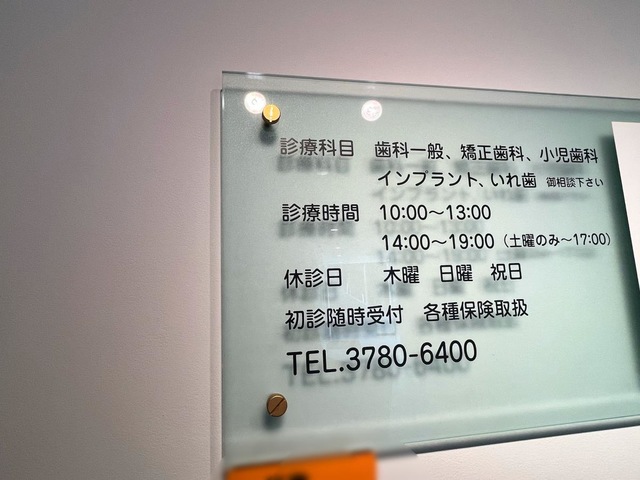 診療科目 歯科一般、矯正歯科、小児歯科
インプラント、いれ歯 御相談下さい
診療時間 10:00～13:00
14:00～19:00（土曜のみ～17:00）
休診日 木曜 日曜 祝日
初診随時受付 各種保険取扱
TEL.3780-6400